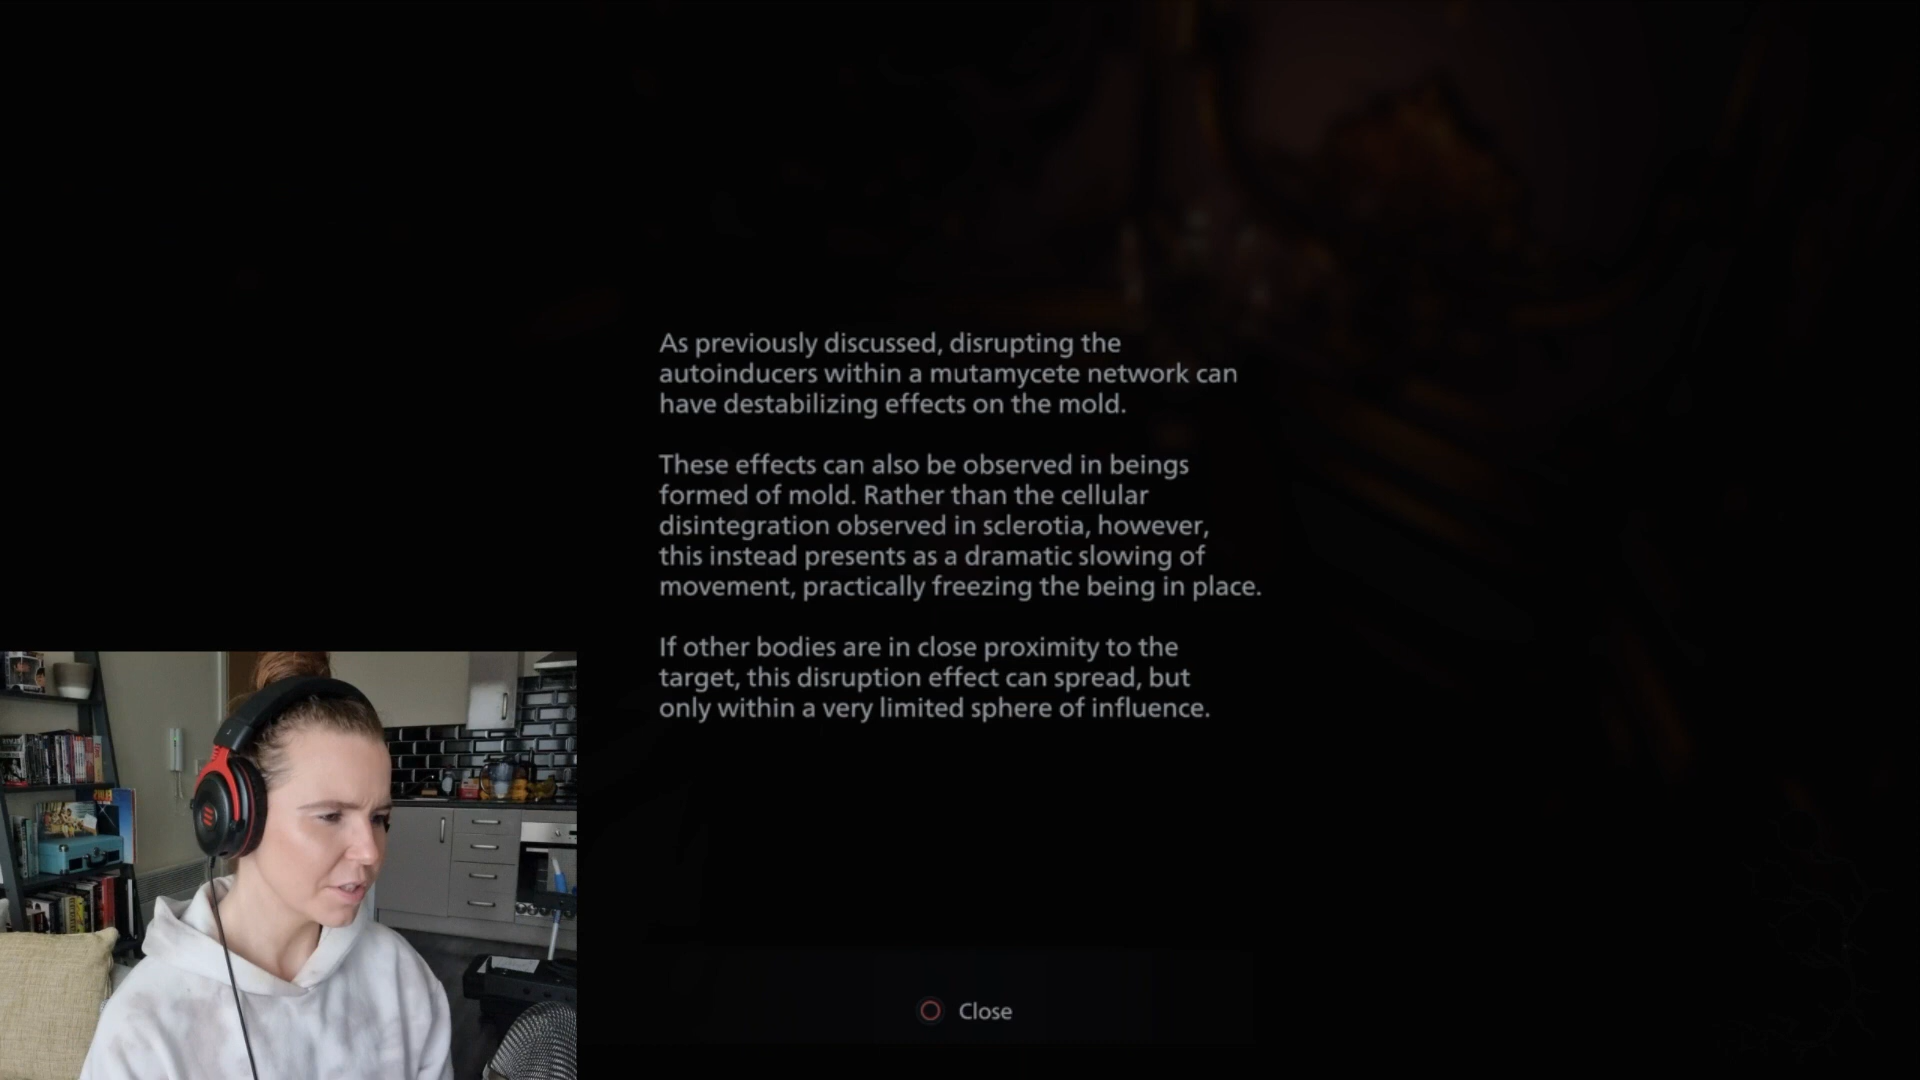 As previously discussed, disrupting the
autoinducers within a mutamycete network can
have destabilizing effects on the mold.
These effects can also be observed in beings
formed of mold. Rather than the cellular
disintegration observed in sclerotia, however,
this instead presents as a dramatic slowing of
movement, practically freezing the being in place.
If other bodies are in close proximity to the
target, this disruption effect can spread, but
only within a very limited sphere of influence.
Close